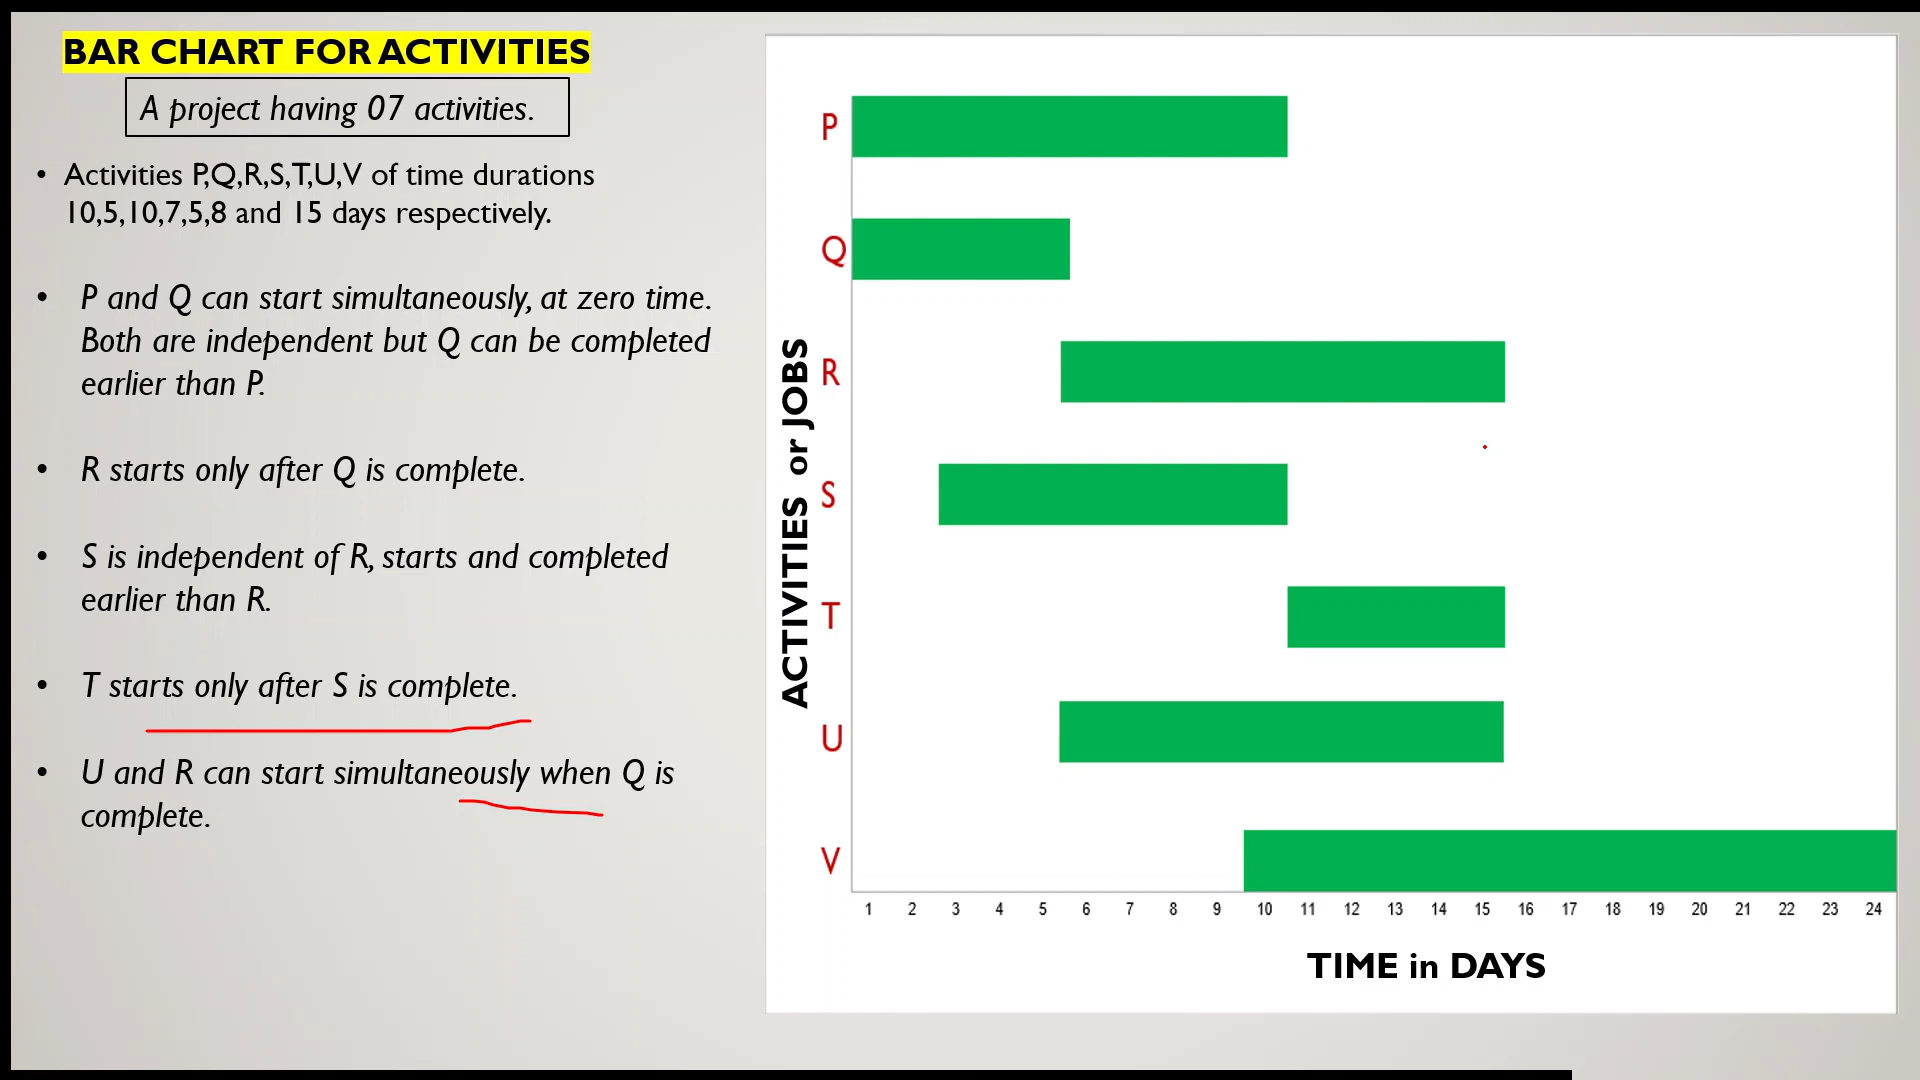 BAR CHART FOR ACTIVITIES
A project having 07 activities.
• Activities P,Q,R,S,T,U,V of time durations
10,5,10,7,5,8 and 15 days respectively.
• P and Q can start simultaneously, at zero time.
Both are independent but Q can be completed
earlier than P.
• R starts only after Q is complete.
• S is independent of R, starts and completed
earlier than R.
• T starts only after S is complete.
• U and R can start simultaneously when Q is
complete.
ACTIVITIES or JOBS
P
Q
R
S
T
U
V
1 2 3 4 5 6 7 8 9 10 11 12 13 14 15 16 17 18 19 20 21 22 23 24
TIME in DAYS